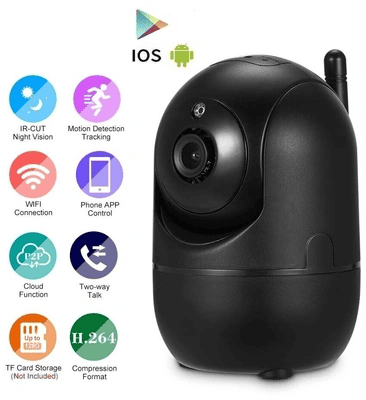 IOS
IR-CUT
Night Vision
Motion Detection
Tracking
WIFI
Connection
Phone APP
Control
P2P
Cloud
Function
Two-way
Talk
Up to
128G
TF Card Storage
(Not Included)
H.264
Compression
Format